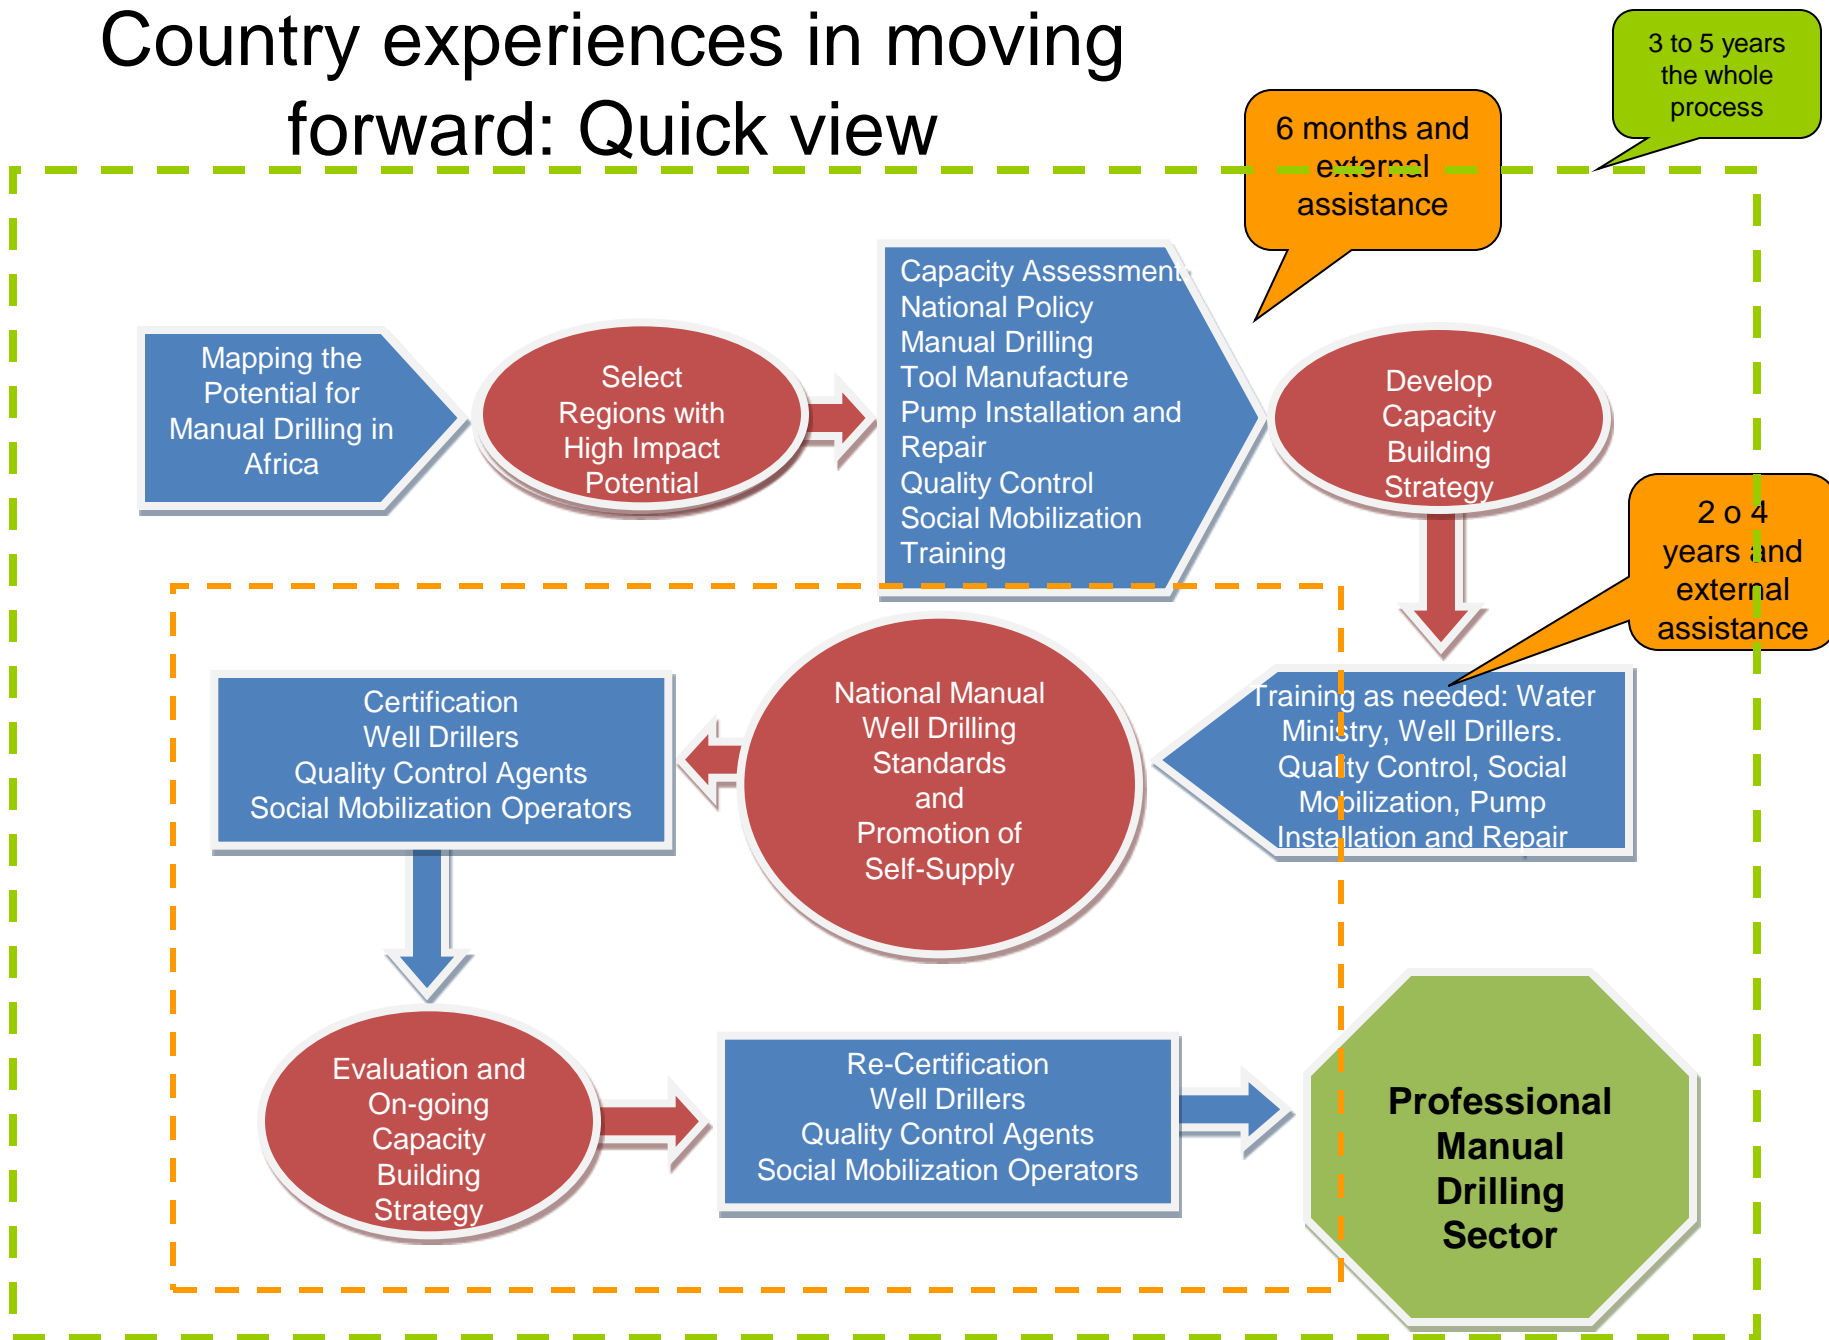 Country experiences in moving
forward: Quick view
3 to 5 years
the whole
process
6 months and
external
assistance
Mapping the
Potential for
Manual Drilling in
Africa
Select
Regions with
High Impact
Potential
Capacity Assessment-
National Policy
Manual Drilling
Tool Manufacture
Pump Installation and
Repair
Quality Control
Social Mobilization
Training
Develop
Capacity
Building
Strategy
2 o 4
years and
external
assistance
Training as needed: Water
Ministry, Well Drillers.
Quality Control, Social
Mobilization, Pump
Installation and Repair
National Manual
Well Drilling
Standards
and
Promotion of
Self-Supply
Certification
Well Drillers
Quality Control Agents
Social Mobilization Operators
Evaluation and
On-going
Capacity
Building
Strategy
Re-Certification
Well Drillers
Quality Control Agents
Social Mobilization Operators
Professional
Manual
Drilling
Sector